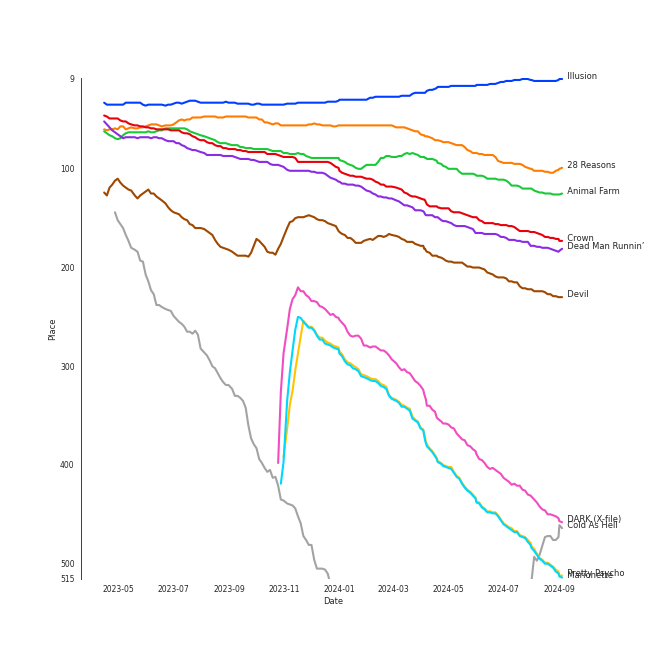 9
100
200
300
400
500
515
Place
2023-05
2023-07
2023-09
2023-11
2024-01
2024-03
2024-05
2024-07
2024-09
Date
Illusion
28 Reasons
Animal Farm
Crown
Dead Man Runnin'
Devil
DARK (X-file)
Cold As Hell
Pretty Psycho
Marionette